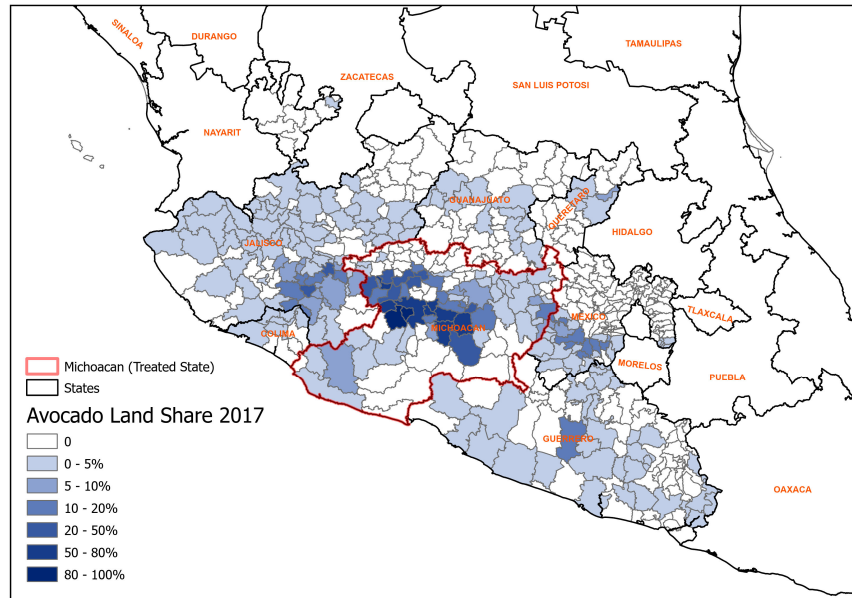 SINALOA
DURANGO
TAMAULIPAS
ZACATECAS
SAN LUIS POTOSI
NAYARIT
GUANAJUATO
QUERETARO
HIDALGO
JALISCO
TLAXCALA
MEXICO
COLIMA
MICHOACAN
MORELOS
PUEBLA
GUERRERO
OAXACA
Michoacan (Treated State)
States
Avocado Land Share 2017
0
0 - 5%
5 - 10%
10 - 20%
20 - 50%
50 - 80%
80 - 100%